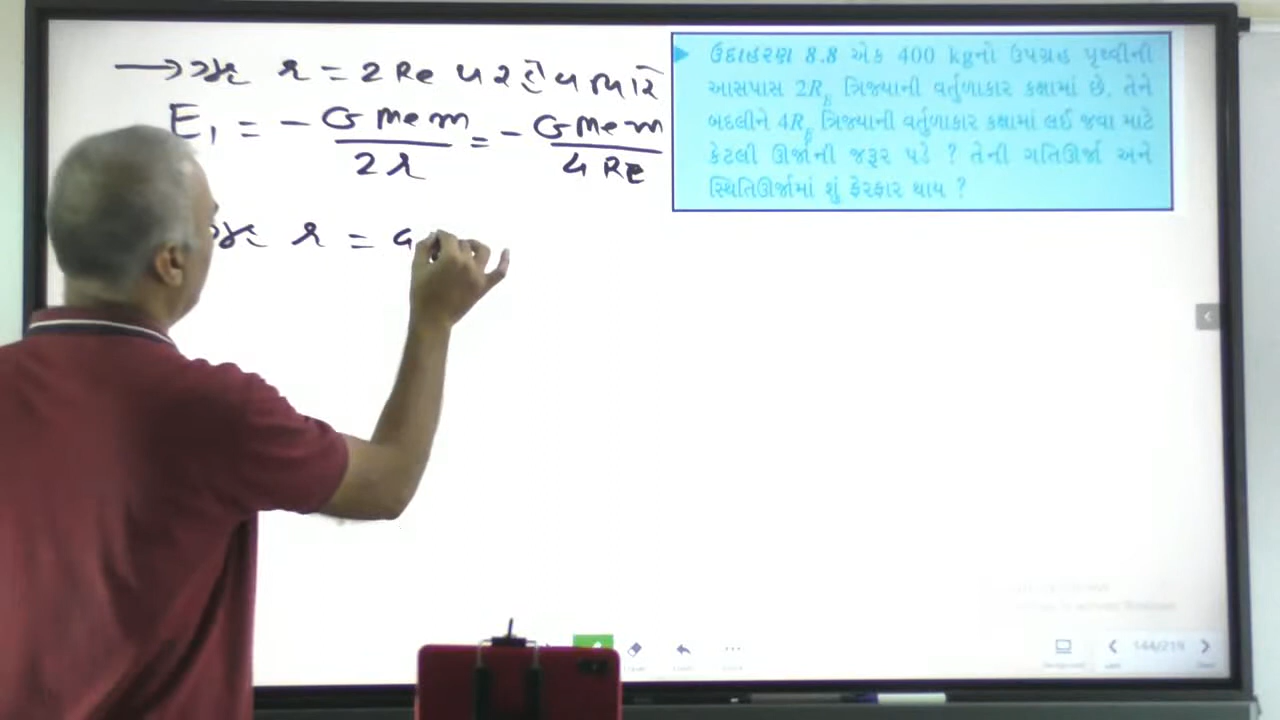 → જ્યારે r = 2Re પર હોય ત્યારે
E₁ = - GMem / 2r = - GMem / 4Re
r = 4
ઉદાહરણ 8.8 એક 400 kgનો ઉપગ્રહ પૃથ્વીની
આસપાસ 2R_E ત્રિજ્યાની વર્તુળાકાર કક્ષામાં છે. તેને
બદલીને 4R_E ત્રિજ્યાની વર્તુળાકાર કક્ષામાં લઈ જવા માટે
કેટલી ઊર્જાની જરૂર પડે ? તેની ગતિઊર્જા અને
સ્થિતિઊર્જામાં શું ફેરફાર થાય ?
144/219